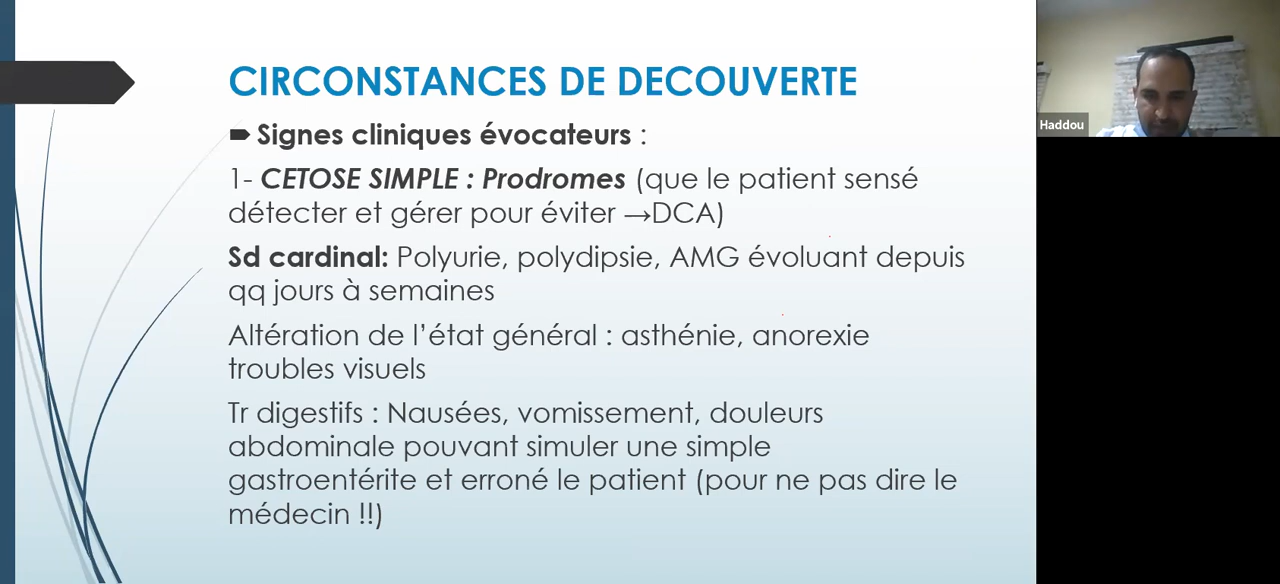 CIRCONSTANCES DE DECOUVERTE
Signes cliniques évocateurs :
1- CETOSE SIMPLE : Prodromes (que le patient sensé
détecter et gérer pour éviter →DCA)
Sd cardinal: Polyurie, polydipsie, AMG évoluant depuis
qq jours à semaines
Altération de l’état général : asthénie, anorexie
troubles visuels
Tr digestifs : Nausées, vomissement, douleurs
abdominale pouvant simuler une simple
gastroentérite et erroné le patient (pour ne pas dire le
médecin !!)
Haddou